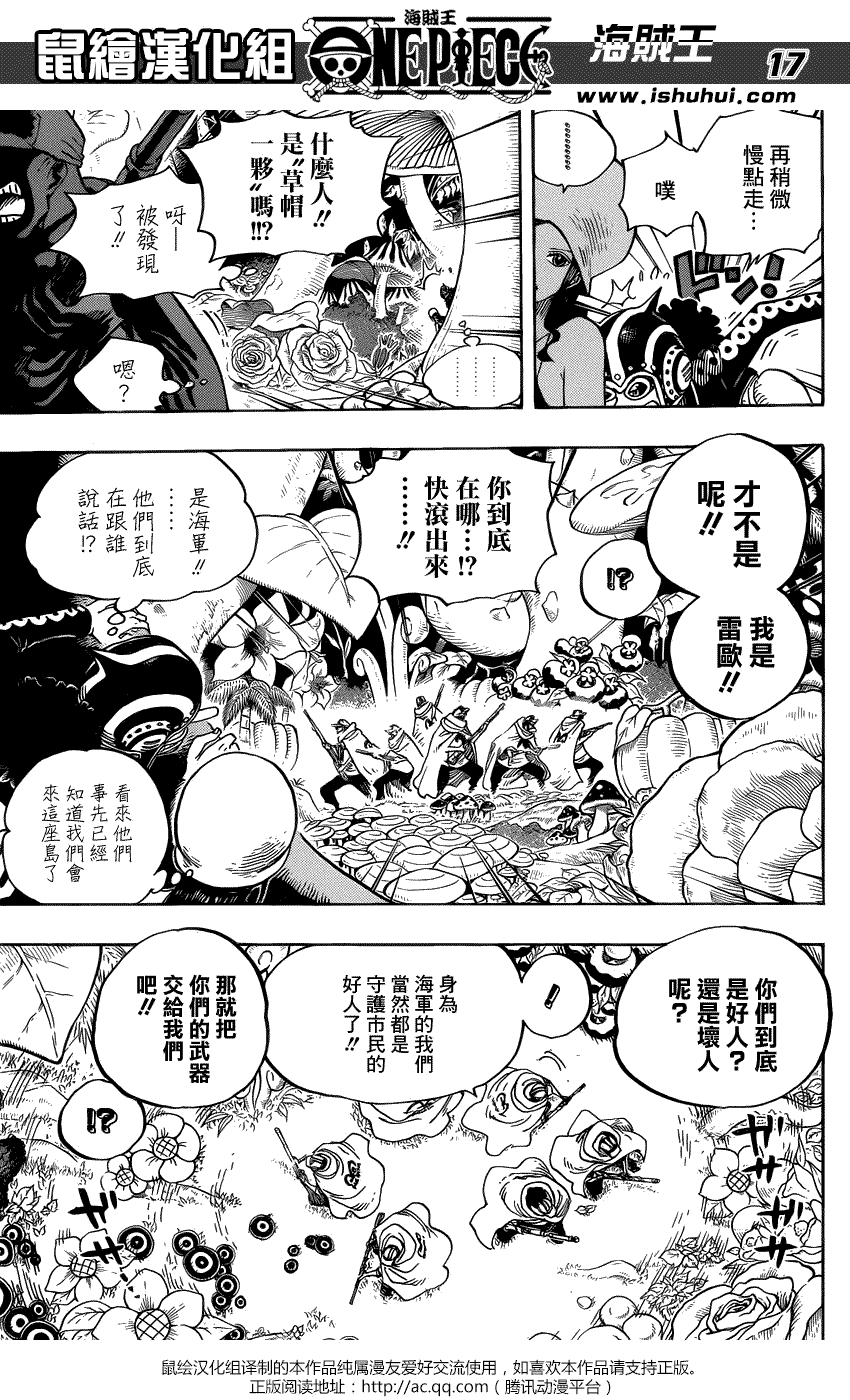 鼠繪漢化組
海賊王
ONE PIECE
海賊王
17
www.ishuhui.com
再稍微
慢點走…
噗
…………
ドン!
什麼人!!
是“草帽
一夥”嗎!!?
呀—
被發現
了!!
嗯?
…………
才不是
呢!!
我是
雷歐!!
!?
你到底
在哪…!?
快滾出來
……!!
是海軍!!
……
他們到底
在跟誰
說話!?
看來他們
事先已經
知道我們會
來這座島了
你們到底
是好人?
還是壞人
呢?
!
身為
海軍的我們
當然都是
守護市民的
好人了!!
那就把
你們的武器
交給我們
吧!!
!?
ガサガサ
ザザ…
鼠绘汉化组译制的本作品纯属漫友爱好交流使用，如喜欢本作品请支持正版。
正版阅读地址：http://ac.qq.com（腾讯动漫平台）